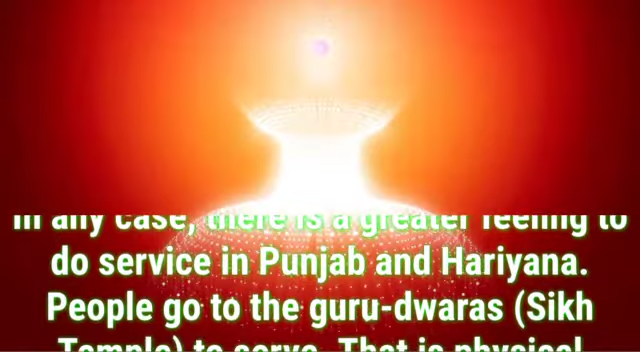 in any case, there is a greater feeling to
do service in Punjab and Hariyana.
People go to the guru-dwaras (Sikh
Temple) to serve. That is physical